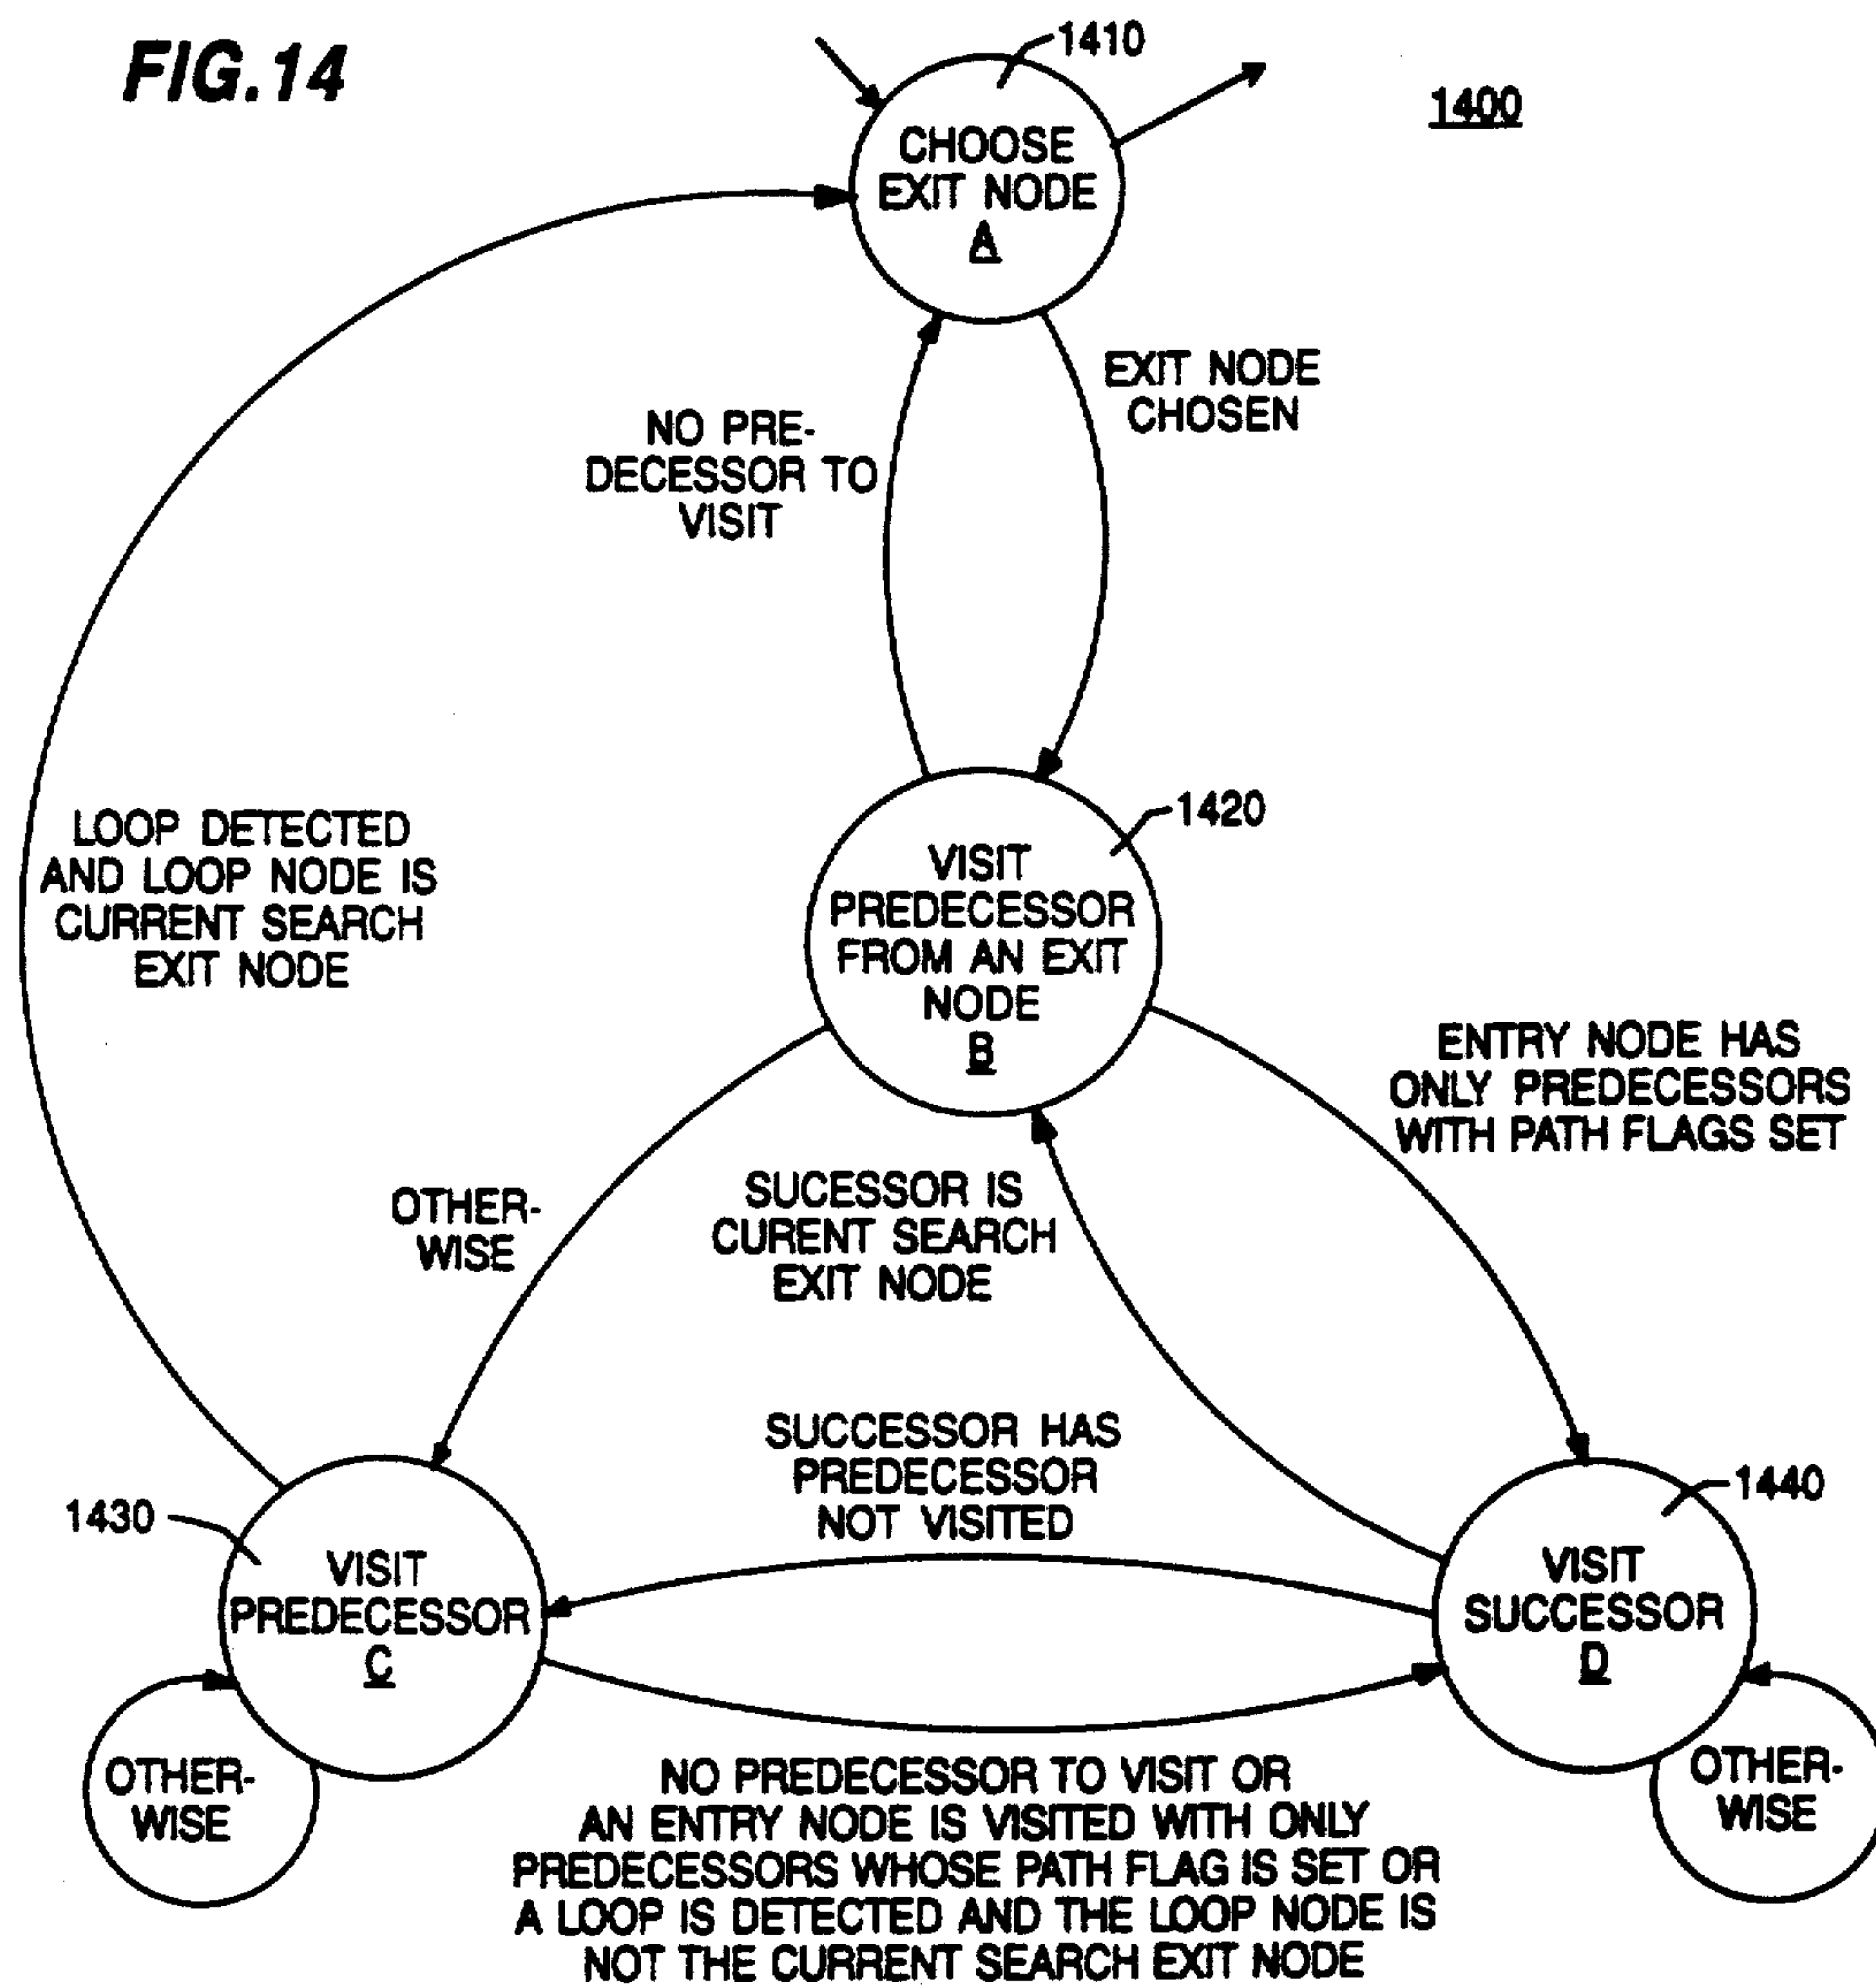 FIG.14
1410
1400
CHOOSE
EXIT NODE
A
EXIT NODE
CHOSEN
NO PRE-
DECESSOR TO
VISIT
1420
LOOP DETECTED
AND LOOP NODE IS
CURRENT SEARCH
EXIT NODE
VISIT
PREDECESSOR
FROM AN EXIT
NODE
B
ENTRY NODE HAS
ONLY PREDECESSORS
WITH PATH FLAGS SET
OTHER-
WISE
SUCESSOR IS
CURENT SEARCH
EXIT NODE
SUCCESSOR HAS
PREDECESSOR
NOT VISITED
1430
1440
VISIT
PREDECESSOR
C
VISIT
SUCCESSOR
D
OTHER-
WISE
OTHER-
WISE
NO PREDECESSOR TO VISIT OR
AN ENTRY NODE IS VISITED WITH ONLY
PREDECESSORS WHOSE PATH FLAG IS SET OR
A LOOP IS DETECTED AND THE LOOP NODE IS
NOT THE CURRENT SEARCH EXIT NODE